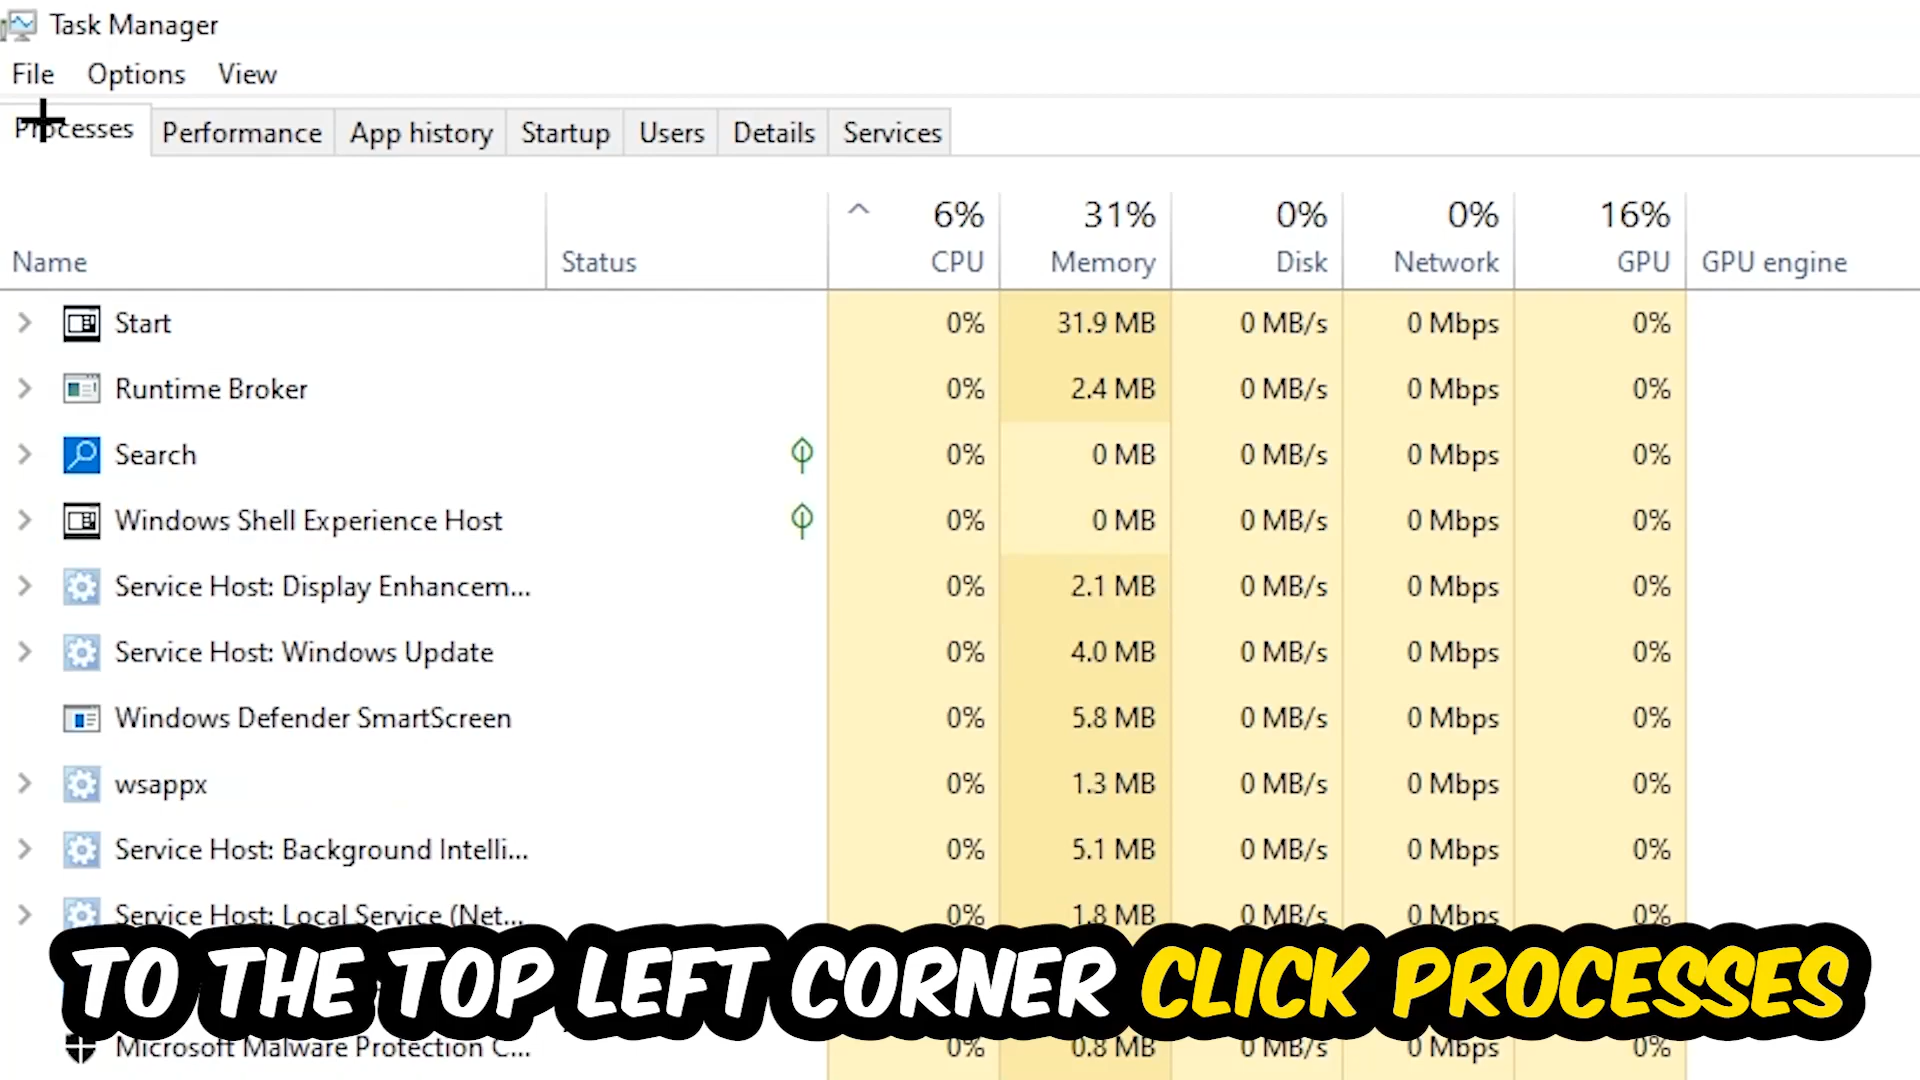 Task Manager
File Options View
Processes Performance App history Startup Users Details Services
6% 31% 0% 0% 16%
Name Status CPU Memory Disk Network GPU GPU engine
Start 0% 31.9 MB 0 MB/s 0 Mbps 0%
Runtime Broker 0% 2.4 MB 0 MB/s 0 Mbps 0%
Search 0% 0 MB 0 MB/s 0 Mbps 0%
Windows Shell Experience Host 0% 0 MB 0 MB/s 0 Mbps 0%
Service Host: Display Enhancem... 0% 2.1 MB 0 MB/s 0 Mbps 0%
Service Host: Windows Update 0% 4.0 MB 0 MB/s 0 Mbps 0%
Windows Defender SmartScreen 0% 5.8 MB 0 MB/s 0 Mbps 0%
wsappx 0% 1.3 MB 0 MB/s 0 Mbps 0%
Service Host: Background Intelli... 0% 5.1 MB 0 MB/s 0 Mbps 0%
Service Host: Local Service (Net... 0% 1.8 MB 0 MB/s 0 Mbps 0%
TO THE TOP LEFT CORNER CLICK PROCESSES
Microsoft Malware Protection C... 0% 0.8 MB 0 MB/s 0 Mbps 0%